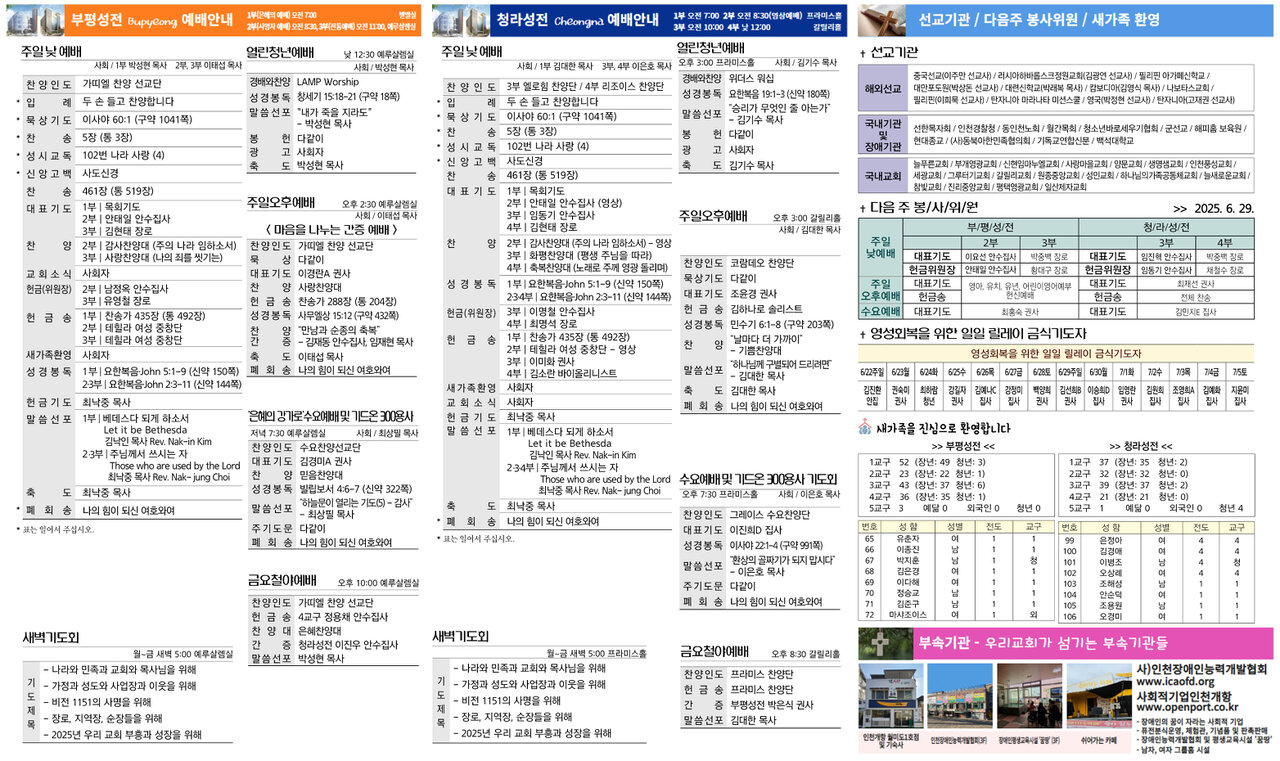 부평성전 Bupyeong 예배안내
1부(은혜의 예배) 오전 7:00 벧엘실
2부(사명자 예배) 오전 8:30, 3부(전동예배) 오전 11:00, 예루살렘실
주일 낮 예배
사회 / 1부 박성현 목사 2부, 3부 이태섭 목사
찬양인도 가띠엘 찬양 선교단
* 입례 두 손 들고 찬양합니다
* 묵상기도 이사야 60:1 (구약 1041쪽)
* 찬송 5장 (통 3장)
* 성시교독 102번 나라 사랑 (4)
* 신앙고백 사도신경
찬송 461장 (통 519장)
대표기도 1부 | 목회기도
2부 | 안태일 안수집사
3부 | 김현태 장로
찬양 2부 | 감사찬양대 (주의 나라 임하소서)
3부 | 사랑찬양대 (나의 죄를 씻기는)
교회소식 사회자
헌금(위원장) 2부 | 남정옥 안수집사
3부 | 유영철 장로
헌금송 1부 | 찬송가 435장 (통 492장)
2부 | 테힐라 여성 중창단
3부 | 테힐라 여성 중창단
새가족환영 사회자
성경봉독 1부 | 요한복음John 5:1-9 (신약 150쪽)
2·3부 | 요한복음John 2:3-11 (신약 144쪽)
헌금기도 최낙중 목사
말씀선포 1부 | 베데스다 되게 하소서
Let it be Bethesda
김낙인 목사 Rev. Nak-in Kim
2·3부 | 주님께서 쓰시는 자
Those who are used by the Lord
최낙중 목사 Rev. Nak- jung Choi
축도 최낙중 목사
* 폐회송 나의 힘이 되신 여호와여
* 표는 일어서 주십시오.
새벽기도회
월~금 새벽 5:00 예루살렘실
기도제목
- 나라와 민족과 교회와 목사님을 위해
- 가정과 성도와 사업장과 이웃을 위해
- 비전 1151의 사명을 위해
- 장로, 지역장, 순장들을 위해
- 2025년 우리 교회 부흥과 성장을 위해
열린청년예배 낮 12:30 예루살렘실
사회 / 박성현 목사
경배와찬양 LAMP Worship
성경봉독 창세기 15:18-21 (구약 18쪽)
말씀선포 "내가 죽을 지라도"
- 박성현 목사
봉헌 다같이
광고 사회자
축도 박성현 목사
주일오후예배 오후 2:30 예루살렘실
사회 / 이태섭 목사
< 마음을 나누는 간증 예배 >
찬양인도 가띠엘 찬양 선교단
묵상 다같이
대표기도 이경란A 권사
찬양 사랑찬양대
헌금송 찬송가 288장 (통 204장)
성경봉독 사무엘상 15:12 (구약 432쪽)
찬양 간증 "만남과 순종의 축복"
- 김재동 안수집사, 임재현 목사
축도 이태섭 목사
폐회송 나의 힘이 되신 여호와여
은혜의 강가로 수요예배 및 기드온 300용사
저녁 7:30 예루살렘실 사회 / 최상필 목사
찬양인도 수요찬양선교단
대표기도 김경미A 권사
찬양 믿음찬양대
성경봉독 빌립보서 4:6-7 (신약 322쪽)
말씀선포 "하늘문이 열리는 기도(5) - 감사"
- 최상필 목사
주기도문 다같이
폐회송 나의 힘이 되신 여호와여
금요철야예배 오후 10:00 예루살렘실
찬양인도 가띠엘 찬양 선교단
헌금송 4교구 정용채 안수집사
찬양대 은혜찬양대
간증 청라성전 이진우 안수집사
말씀선포 박성현 목사
청라성전 Cheongna 예배안내
1부 오전 7:00 2부 오전 8:30(영상예배) 프라미스홀
3부 오전 10:00 4부 낮 12:00 갈릴리홀
주일 낮 예배
사회 / 1부 김대한 목사 3부, 4부 이은호 목사
찬양인도 3부 엘로힘 찬양단 / 4부 리조이스 찬양단
* 입례 두 손 들고 찬양합니다
* 묵상기도 이사야 60:1 (구약 1041쪽)
* 찬송 5장 (통 3장)
* 성시교독 102번 나라 사랑 (4)
* 신앙고백 사도신경
찬송 461장 (통 519장)
대표기도 1부 | 목회기도
2부 | 안태일 안수집사 (영상)
3부 | 임동기 안수집사
4부 | 김현태 장로
찬양 2부 | 감사찬양대 (주의 나라 임하소서) - 영상
3부 | 화평찬양대 (평생 주님을 따라)
4부 | 축복찬양대 (노래로 주께 영광 돌리며)
성경봉독 1부 | 요한복음·John 5:1-9 (신약 150쪽)
2·3·4부 | 요한복음·John 2:3-11 (신약 144쪽)
헌금(위원장) 3부 | 이명철 안수집사
4부 | 최명석 장로
헌금송 1부 | 찬송가 435장 (통 492장)
2부 | 테힐라 여성 중창단 - 영상
3부 | 이미화 권사
4부 | 김소란 바이올리니스트
새가족환영 사회자
교회소식 사회자
헌금기도 최낙중 목사
말씀선포 1부 | 베데스다 되게 하소서
Let it be Bethesda
김낙인 목사 Rev. Nak-in Kim
2·3·4부 | 주님께서 쓰시는 자
Those who are used by the Lord
최낙중 목사 Rev. Nak- jung Choi
축도 최낙중 목사
* 폐회송 나의 힘이 되신 여호와여
* 표는 일어서 주십시오.
새벽기도회
월~금 새벽 5:00 프라미스홀
기도제목
- 나라와 민족과 교회와 목사님을 위해
- 가정과 성도와 사업장과 이웃을 위해
- 비전 1151의 사명을 위해
- 장로, 지역장, 순장들을 위해
- 2025년 우리 교회 부흥과 성장을 위해
열린청년예배
오후 3:00 프라미스홀 사회 / 김기수 목사
경배와찬양 위더스 워십
성경봉독 요한복음 19:1-3 (신약 180쪽)
말씀선포 "승리가 무엇인 줄 아는가"
- 김기수 목사
봉헌 다같이
광고 사회자
축도 김기수 목사
주일오후예배 오후 3:00 갈릴리홀
사회 / 김대한 목사
찬양인도 코람데오 찬양단
묵상기도 다같이
대표기도 조윤경 권사
헌금송 김하나로 솔리스트
성경봉독 민수기 6:1-8 (구약 203쪽)
찬양 "날마다 더 가까이"
- 기쁨찬양대
말씀선포 "하나님께 구별되어 드리려면"
- 김대한 목사
축도 김대한 목사
폐회송 나의 힘이 되신 여호와여
수요예배 및 기드온 300용사 기도회
오후 7:30 프라미스홀 사회 / 이은호 목사
찬양인도 그레이스 수요찬양단
대표기도 이진희D 집사
성경봉독 이사야 22:1-4 (구약 991쪽)
말씀선포 "환상의 골짜기가 되지 맙시다"
- 이은호 목사
주기도문 다같이
폐회송 나의 힘이 되신 여호와여
금요철야예배 오후 8:30 갈릴리홀
찬양인도 프라미스 찬양단
헌금송 프라미스 찬양단
간증 부평성전 박은식 권사
말씀선포 김대한 목사
선교기관 / 다음주 봉사위원 / 새가족 환영
† 선교기관
해외선교 중국선교(이주만 선교사) / 러시아하바롭스크정원교회(김광연 선교사) / 필리핀 아가페신학교 /
대만포도원(박상돈 선교사) / 대련신학교(박래복 목사) / 캄보디아(김영식 목사) / 나보타스교회 /
필리핀(이희묵 선교사) / 탄자니아 마라나타 미션스쿨 / 영국(박정현 선교사) / 탄자니아(고재권 선교사)
국내기관 및 장애기관 선한목자회 / 인천경찰청 / 동인천노회 / 월간목회 / 청소년바로세우기협회 / 군선교 / 해피홈 보육원 /
현대종교 / (사)동북아한민족협의회 / 기독교연합신문 / 백석대학교
국내교회 늘푸른교회 / 부개영광교회 / 신현임마누엘교회 / 사랑마을교회 / 양문교회 / 생명샘교회 / 인천풍성교회 /
세광교회 / 그루터기교회 / 갈릴리교회 / 원종중앙교회 / 성민교회 / 하나님의가족공동체교회 / 늘새로운교회 /
참빛교회 / 진리중앙교회 / 평택영광교회 / 일산제자교회
† 다음 주 봉/사/위/원 >> 2025. 6. 29.
부/평/성/전 청/라/성/전
주일 낮예배 2부 3부 3부 4부
대표기도 이요선 안수집사 박중백 장로 대표기도 임진혁 안수집사 박중백 장로
헌금위원장 안태일 안수집사 황대구 장로 헌금위원장 임동기 안수집사 채철수 장로
주일 오후예배 대표기도 영아, 유치, 유년, 어린이영어예부 헌신예배 대표기도 최재선 권사
헌금송 헌금송 전체 찬송
수요예배 대표기도 최홍숙 권사 대표기도 김민지E 집사
† 영성회복을 위한 일일 릴레이 금식기도자
영성회복을 위한 일일 릴레이 금식기도자
6/22주일 6/23월 6/24화 6/25수 6/26목 6/27금 6/28토 6/29주일 6/30월 7/1화 7/2수 7/3목 7/4금 7/5토
김진환 안집 권숙미 권사 최하람 청년 강길자 권사 김예나C 집사 강정미 집사 백양희 권사 김선희B 권사 이승희D 집사 임명란 권사 김원희 집사 조영희A 집사 김예화 집사 지윤미 집사
새가족을 진심으로 환영합니다
>> 부평성전 <<
1교구 52 (장년: 49 청년: 3)
2교구 23 (장년: 22 청년: 1)
3교구 43 (장년: 37 청년: 6)
4교구 36 (장년: 35 청년: 1)
5교구 3 예닮 0 외국인 0 청년 0
>> 청라성전 <<
1교구 37 (장년: 35 청년: 2)
2교구 32 (장년: 32 청년: 0)
3교구 39 (장년: 37 청년: 2)
4교구 21 (장년: 21 청년: 0)
5교구 1 예닮 0 외국인 0 청년 4
번호 성함 성별 전도 교구
65 유춘자 여 1 1
66 이종진 남 1 1
67 박지훈 남 1 청
68 김은경 여 1 1
69 이다해 여 1 1
70 정승교 남 1 1
71 김준구 남 1 1
72 마샤조이스 여 1 외
번호 성함 성별 전도 교구
99 은정아 여 4 4
100 김경애 여 4 4
101 이병조 남 4 청
102 오상례 여 4 4
103 조해성 남 1 1
104 안순덕 여 1 1
105 조용원 남 1 1
106 오경미 여 1 1
부속기관 - 우리교회가 섬기는 부속기관들
인천개항 월미도1호점 및 기숙사
인천장애인능력개발협회(3F)
장애인평생교육시설 '꿈땅' (3F)
쉬어가는 카페
사)인천장애인능력개발협회
www.icaofd.org
사회적기업인천개항
www.openport.co.kr
- 장애인의 꿈이 자라는 사회적 기업
- 퓨전분식운영, 체험관, 기념품 및 판촉판매
- 장애인능력개발협회 및 평생교육시설 '꿈땅'
- 남자, 여자 그룹홈 시설